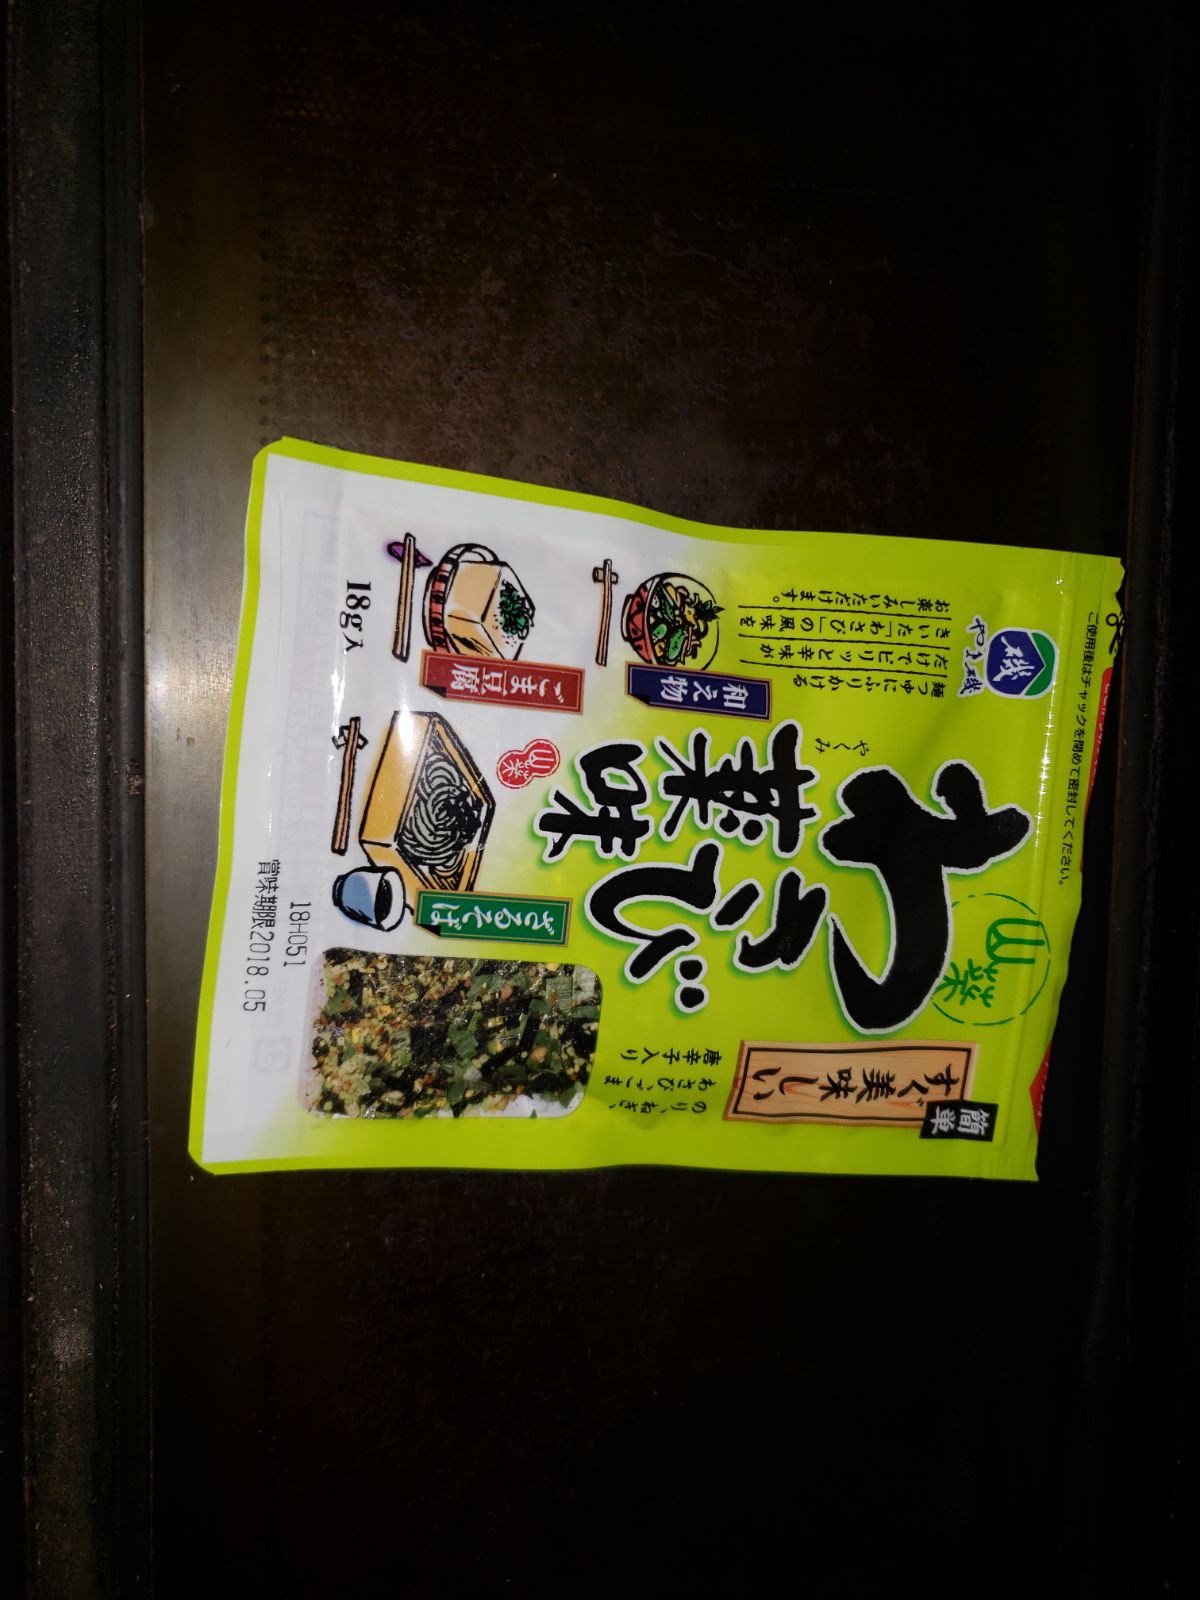 ご使用後はチャックを閉めて密封してください。
磯
やま磯
山菜
簡単
すぐ美味しい
麺つゆにふりかける
だけでピリッと辛味が
きいた「わさび」の風味を
お楽しみいただけます。
わさび
やくみ
薬味
山菜
のり、ねぎ、
わさび、ごま
唐辛子入り
和え物
ごま豆腐
ざるそば
18g入
18H051
賞味期限2018.05